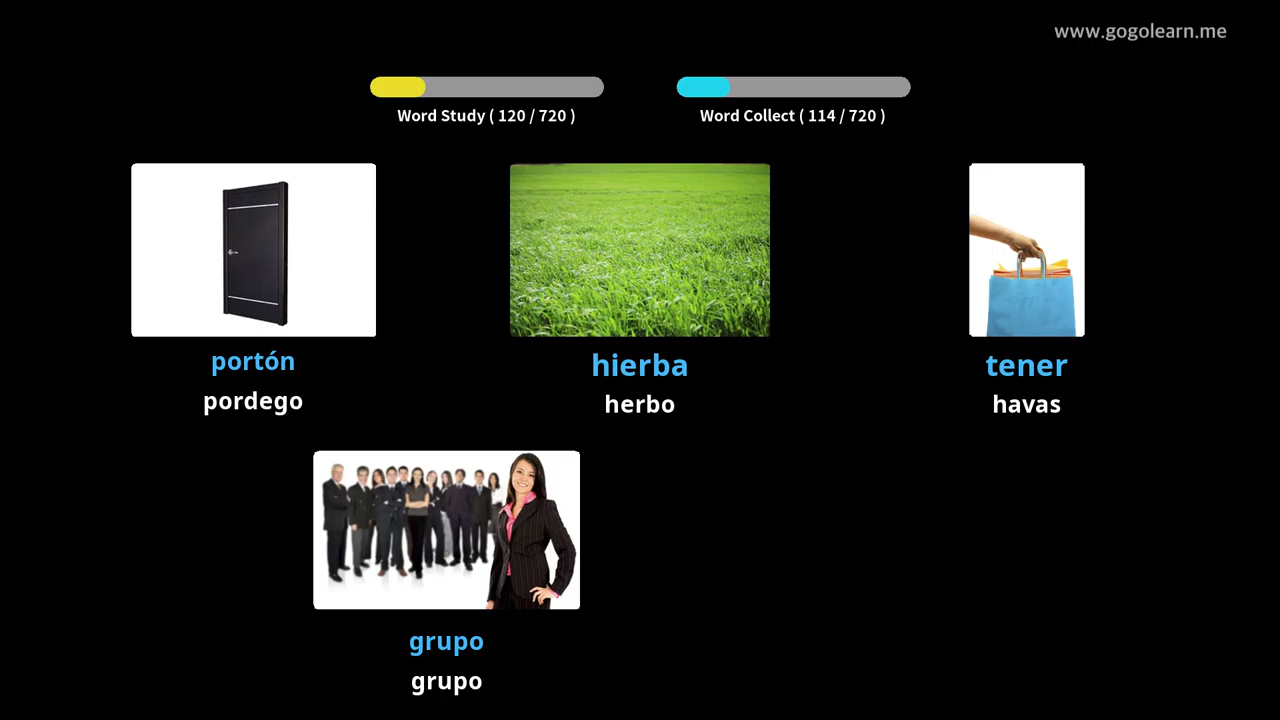 www.gogolearn.me
Word Study ( 120 / 720 )
Word Collect ( 114 / 720 )
portón
pordego
hierba
herbo
tener
havas
grupo
grupo